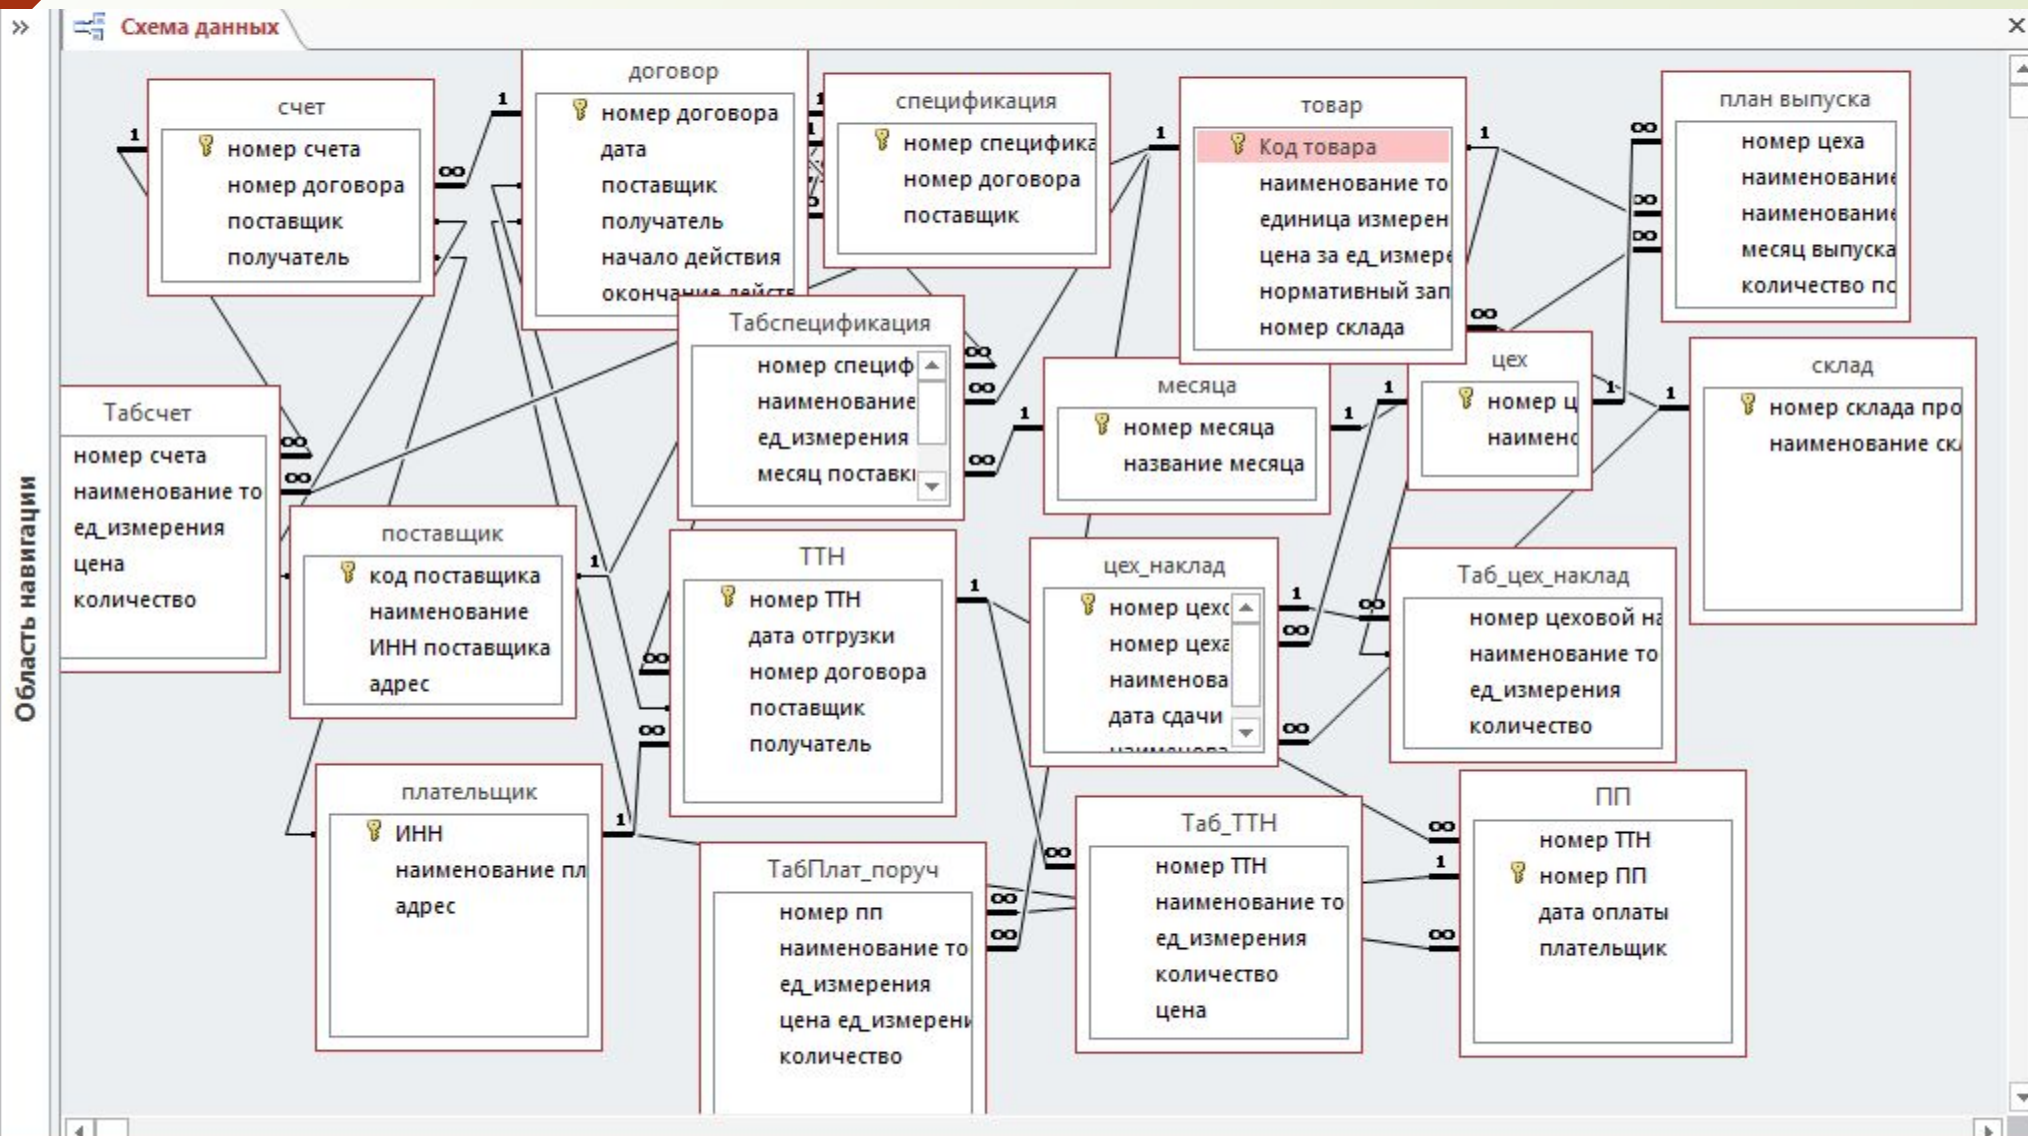 Схема данных
Область навигации
счет
номер счета
номер договора
поставщик
получатель
договор
номер договора
дата
поставщик
получатель
начало действия
окончание действ
спецификация
номер специфика
номер договора
поставщик
товар
Код товара
наименование то
единица измерен
цена за ед_измере
нормативный зап
номер склада
план выпуска
номер цеха
наименование
наименование
месяц выпуска
количество по
Табсчет
номер счета
наименование то
ед_измерения
цена
количество
Табспецификация
номер специф
наименование
ед_измерения
месяц поставки
месяца
номер месяца
название месяца
цех
номер ц
наимено
склад
номер склада про
наименование скл
поставщик
код поставщика
наименование
ИНН поставщика
адрес
ТТН
номер ТТН
дата отгрузки
номер договора
поставщик
получатель
цех_наклад
номер цехо
номер цеха
наименова
дата сдачи
наименова
Таб_цех_наклад
номер цеховой на
наименование то
ед_измерения
количество
плательщик
ИНН
наименование пл
адрес
ТабПлат_поруч
номер пп
наименование то
ед_измерения
цена ед_измерени
количество
Таб_ТТН
номер ТТН
наименование то
ед_измерения
количество
цена
ПП
номер ТТН
номер ПП
дата оплаты
плательщик